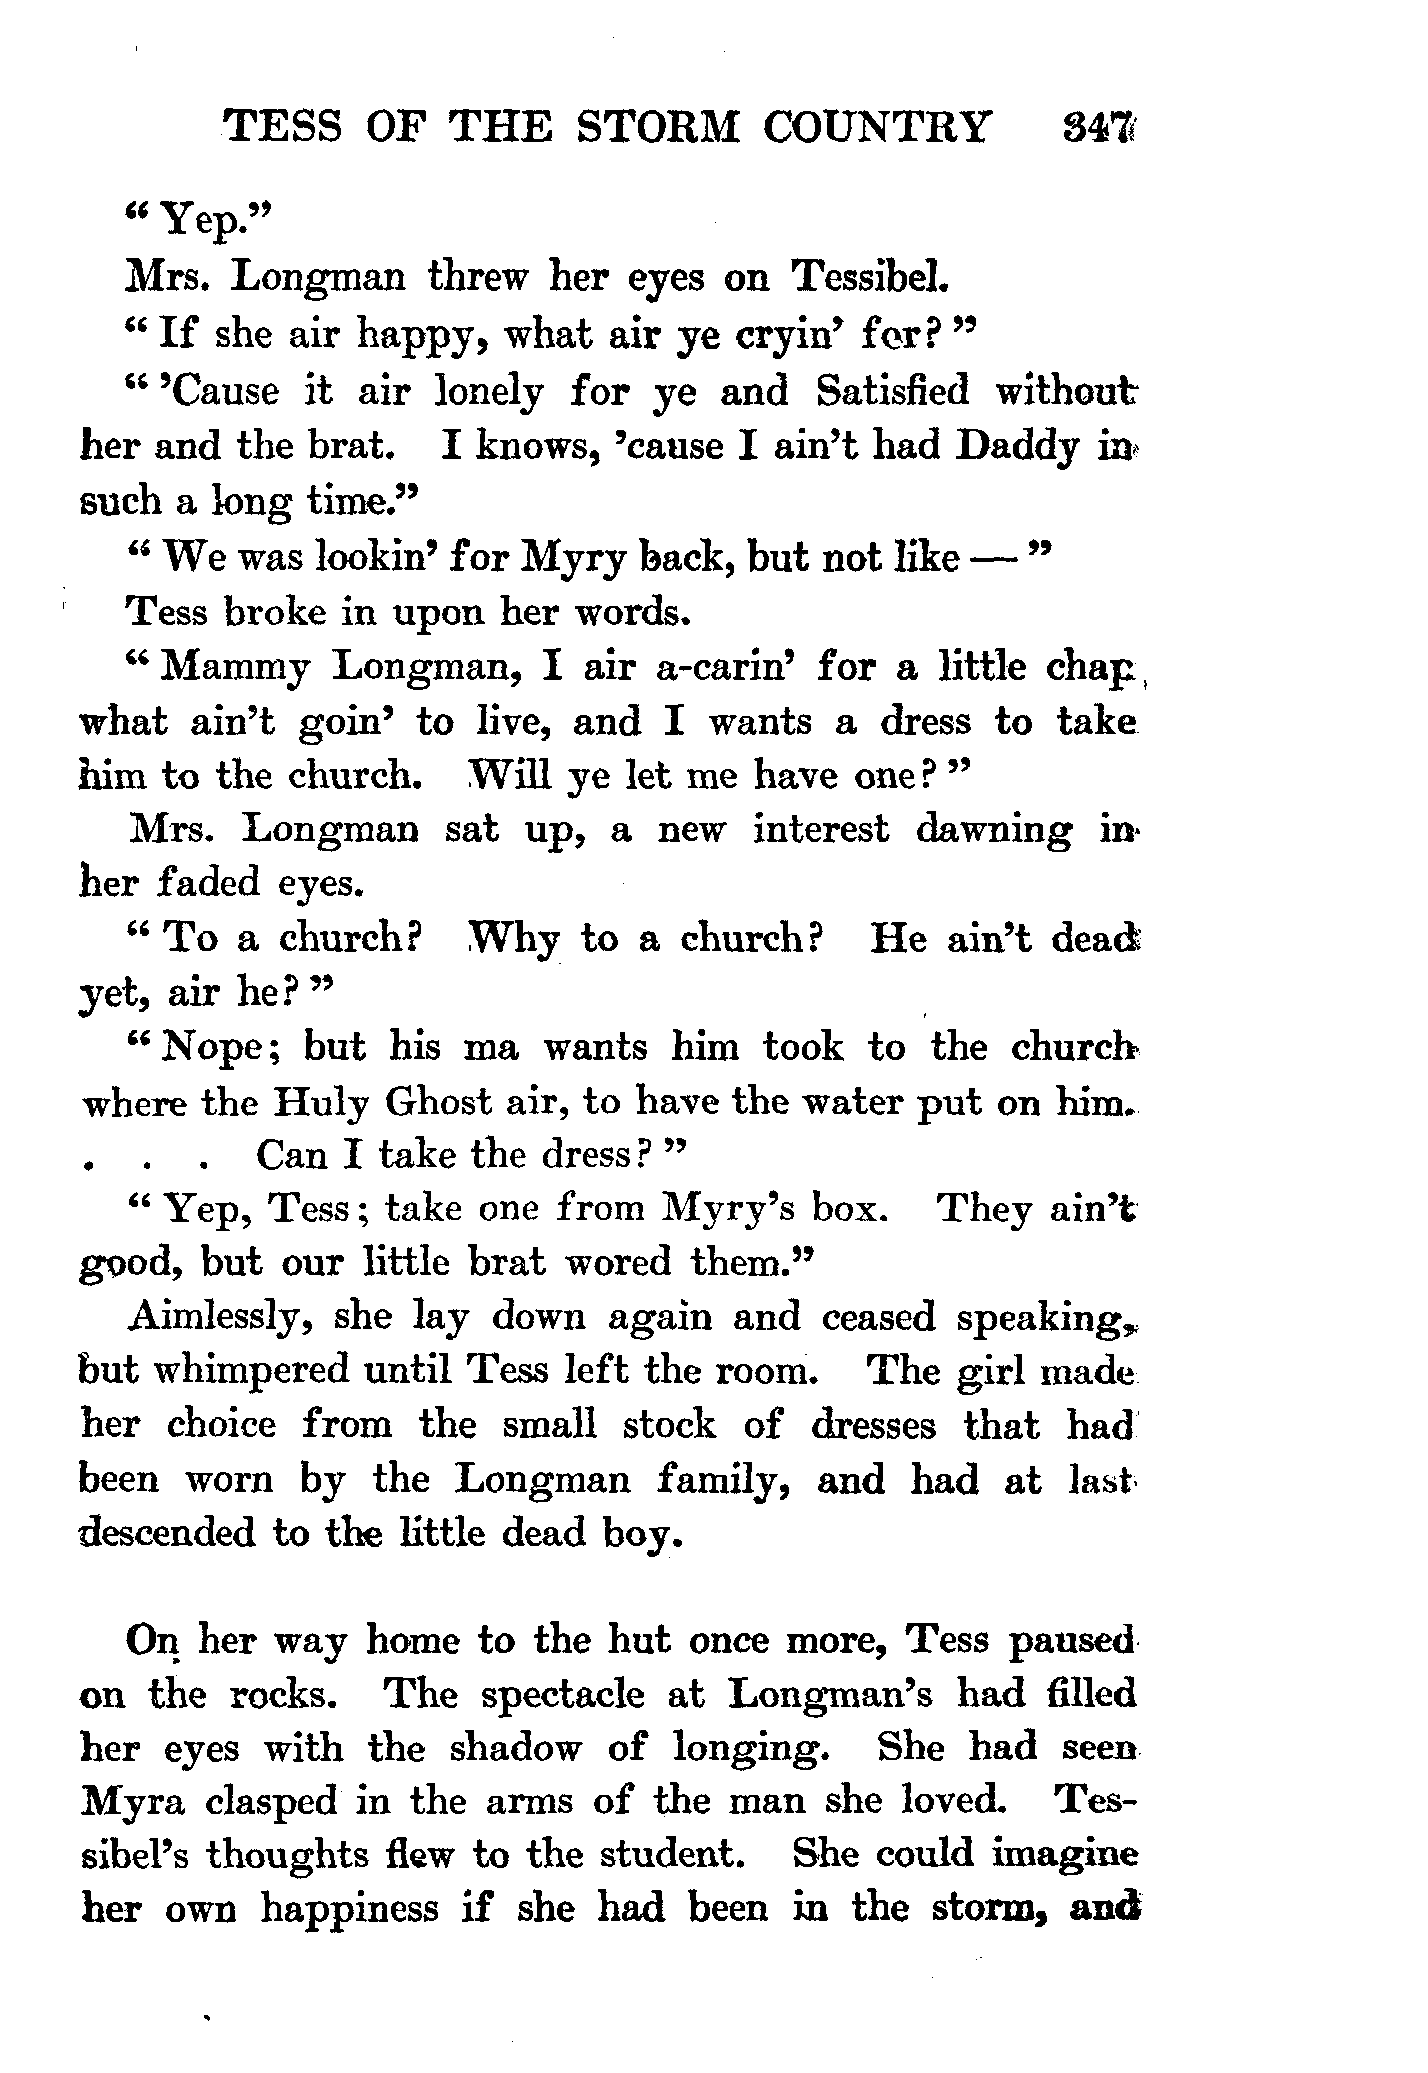 TESS OF THE STORM COUNTRY 347
" Yep."
Mrs. Longman threw her eyes on Tessibel.
" If she air happy, what air ye cryin' for? "
" 'Cause it air lonely for ye and Satisfied without
her and the brat. I knows, 'cause I ain't had Daddy in
such a long time."
" We was lookin' for Myry back, but not like — "
Tess broke in upon her words.
" Mammy Longman, I air a-carin' for a little chap,
what ain't goin' to live, and I wants a dress to take
him to the church. Will ye let me have one? "
Mrs. Longman sat up, a new interest dawning in
her faded eyes.
" To a church? Why to a church? He ain't dead
yet, air he? "
" Nope; but his ma wants him took to the church
where the Huly Ghost air, to have the water put on him.
. . . Can I take the dress? "
" Yep, Tess; take one from Myry's box. They ain't
good, but our little brat wored them."
Aimlessly, she lay down again and ceased speaking,
but whimpered until Tess left the room. The girl made
her choice from the small stock of dresses that had
been worn by the Longman family, and had at last
descended to the little dead boy.
On her way home to the hut once more, Tess paused
on the rocks. The spectacle at Longman's had filled
her eyes with the shadow of longing. She had seen
Myra clasped in the arms of the man she loved. Tes-
sibel's thoughts flew to the student. She could imagine
her own happiness if she had been in the storm, and